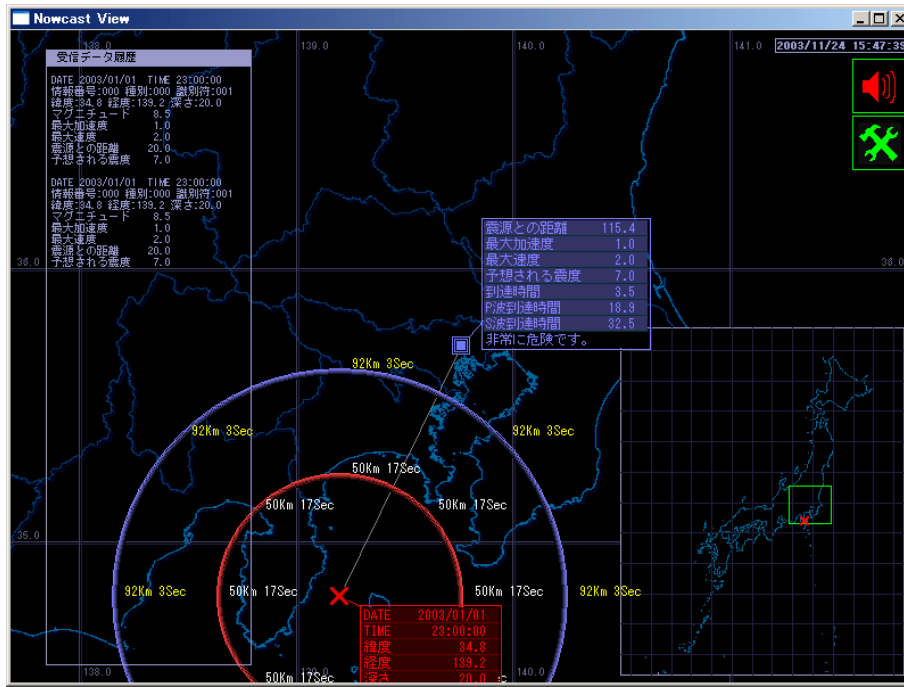 Nowcast View
138.0
139.0
140.0
141.0
2003/11/24 15:47:39
受信データ履歴
DATE 2003/01/01 TIME 23:00:00
情報番号:000 種別:000 識別符:001
緯度:34.8 経度:139.2 深さ:20.0
マグニチュード 8.5
最大加速度 1.0
最大速度 2.0
震源との距離 20.0
予想される震度 7.0
DATE 2003/01/01 TIME 23:00:00
情報番号:000 種別:000 識別符:001
緯度:34.8 経度:139.2 深さ:20.0
マグニチュード 8.5
最大加速度 1.0
最大速度 2.0
震源との距離 20.0
予想される震度 7.0
36.0
36.0
震源との距離 115.4
最大加速度 1.0
最大速度 2.0
予想される震度 7.0
到達時間 3.5
P波到達時間 18.9
S波到達時間 32.5
非常に危険です。
92Km 3Sec
92Km 3Sec
92Km 3Sec
50Km 17Sec
50Km 17Sec
50Km 17Sec
35.0
92Km 3Sec
50Km 17Sec
50Km 17Sec
92Km 3Sec
DATE 2003/01/01
TIME 23:00:00
緯度 34.8
経度 139.2
深さ 20.0
50Km 17Sec
138.0
139.0
140.0